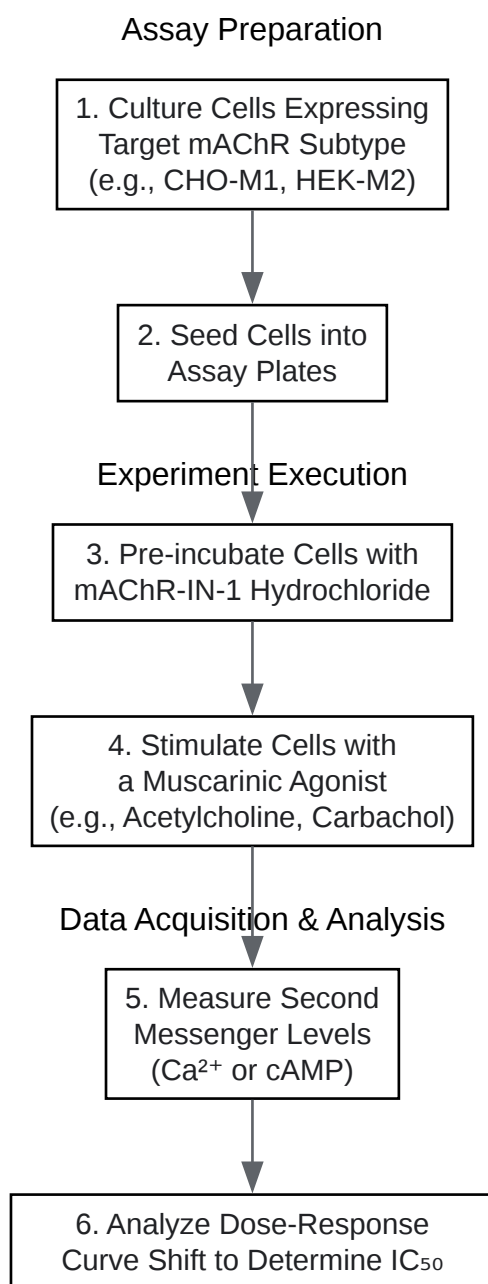 Assay Preparation
1. Culture Cells Expressing
Target mAChR Subtype
(e.g., CHO-M1, HEK-M2)
2. Seed Cells into
Assay Plates
Experiment Execution
3. Pre-incubate Cells with
mAChR-IN-1 Hydrochloride
4. Stimulate Cells with
a Muscarinic Agonist
(e.g., Acetylcholine, Carbachol)
Data Acquisition & Analysis
5. Measure Second
Messenger Levels
(Ca²⁺ or cAMP)
6. Analyze Dose-Response
Curve Shift to Determine IC₅₀